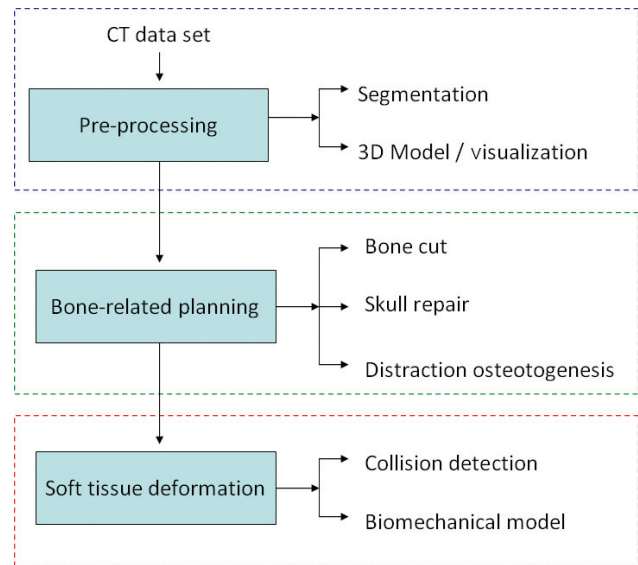 CT data set
Pre-processing
Segmentation
3D Model / visualization
Bone-related planning
Bone cut
Skull repair
Distraction osteotogenesis
Soft tissue deformation
Collision detection
Biomechanical model